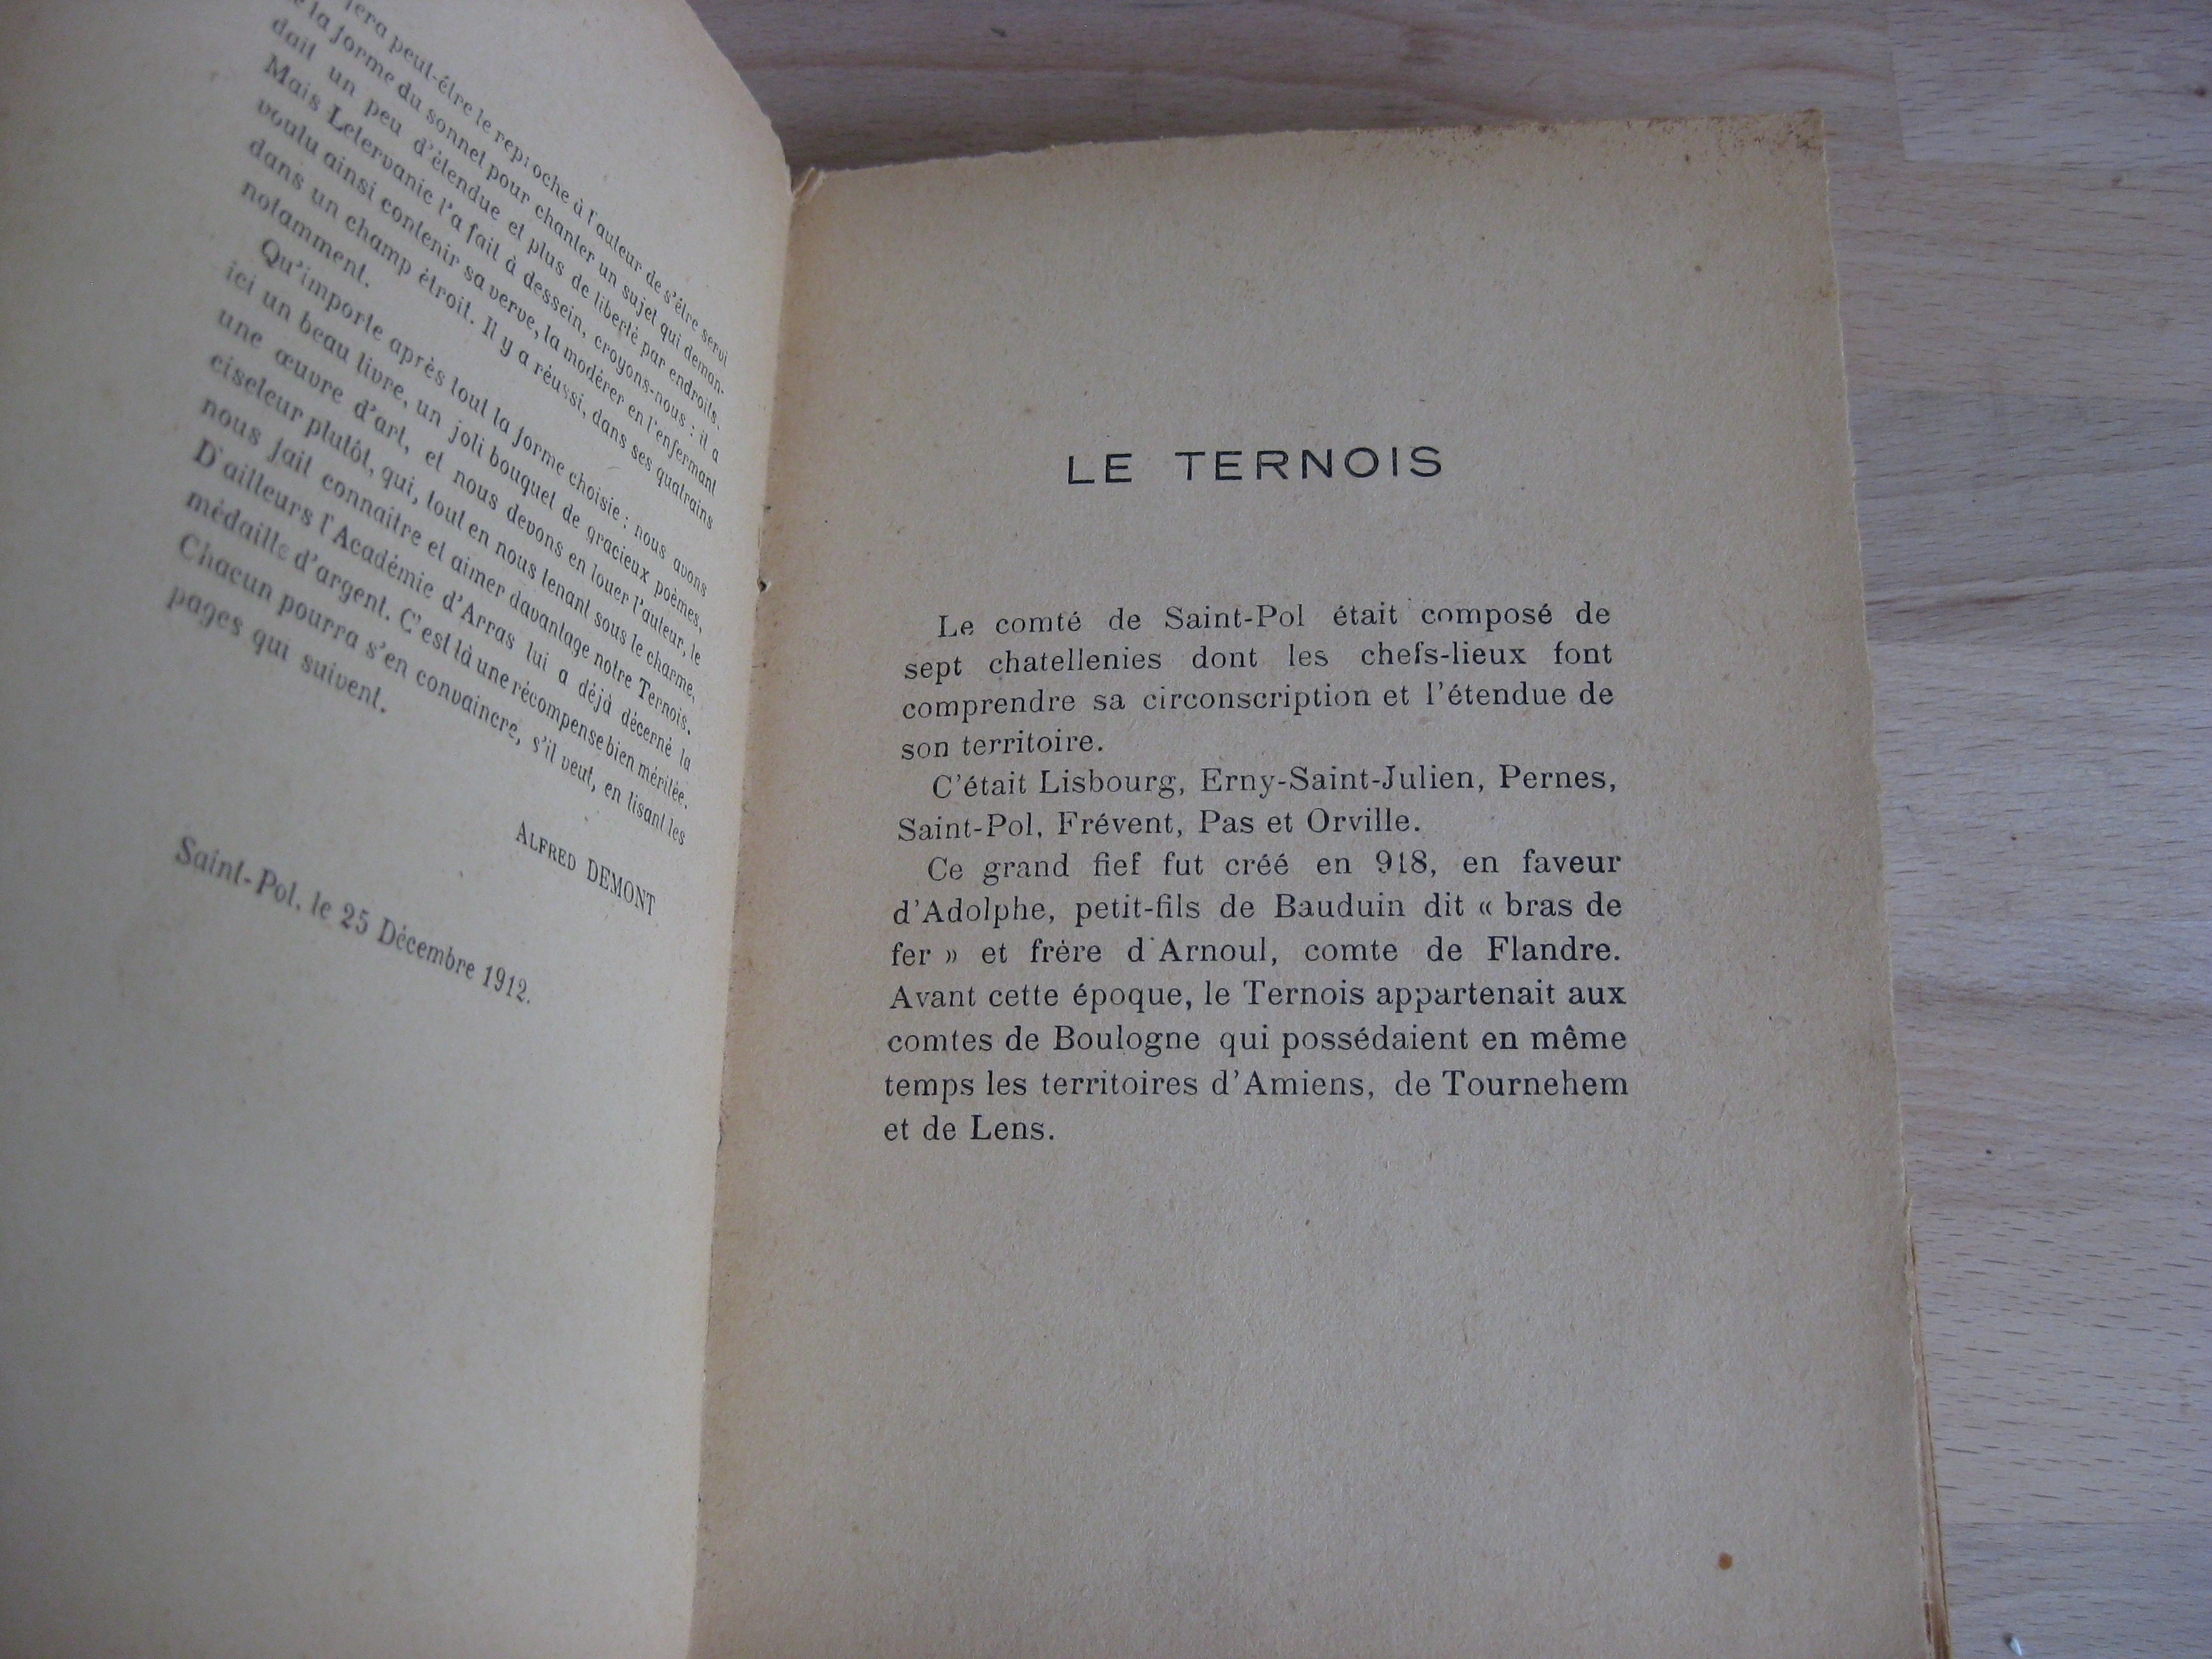 peut-être le reproche à l'auteur de s'être servi
la forme du sonnet pour chanter un sujet qui deman-
dait un peu d'étendue et plus de liberté par endroits.
Mais Letervanic l'a fait à dessein, croyons-nous : il a
voulu ainsi contenir sa verve, la modérer en l'enfermant
dans un champ étroit. Il y a réussi, dans ses quatrains
notamment.
Qu'importe après tout la forme choisie ; nous avons
ici un beau livre, un joli bouquet de gracieux poèmes,
une œuvre d'art, et nous devons en louer l'auteur, le
ciseleur plutôt, qui, tout en nous tenant sous le charme,
nous fait connaitre et aimer davantage notre Ternois.
D'ailleurs l'Académie d'Arras lui a déjà décerné la
médaille d'argent. C'est là une récompense bien méritée.
Chacun pourra s'en convaincre, s'il veut, en lisant les
pages qui suivent.
ALFRED DEMONT
Saint-Pol, le 25 Décembre 1912.
LE TERNOIS
Le comté de Saint-Pol était composé de
sept chatellenies dont les chefs-lieux font
comprendre sa circonscription et l'étendue de
son territoire.
C'était Lisbourg, Erny-Saint-Julien, Pernes,
Saint-Pol, Frévent, Pas et Orville.
Ce grand fief fut créé en 918, en faveur
d'Adolphe, petit-fils de Bauduin dit « bras de
fer » et frère d'Arnoul, comte de Flandre.
Avant cette époque, le Ternois appartenait aux
comtes de Boulogne qui possédaient en même
temps les territoires d'Amiens, de Tournehem
et de Lens.